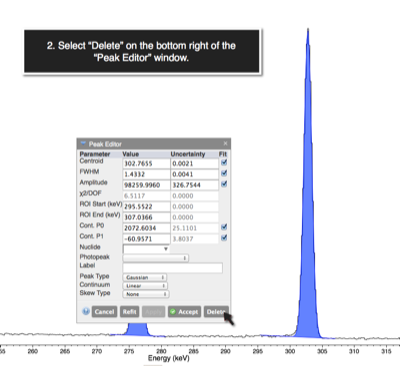 2. Select "Delete" on the bottom right of the
"Peak Editor" window.
Peak Editor
Parameter Value Uncertainty Fit
Centroid 302.7655 0.0021
FWHM 1.4332 0.0041
Amplitude 98259.9960 326.7544
χ2/DOF 6.5117 0.0000
ROI Start (keV) 295.5522 0.0000
ROI End (keV) 307.0366 0.0000
Cont. P0 2072.6034 25.1101
Cont. P1 -60.9571 3.8037
Nuclide
Photopeak
Label
Peak Type Gaussian
Continuum Linear
Skew Type None
Cancel Refit Accept Delete
260 265 270 275 280 285 290 295 300 305 310 315
Energy (keV)